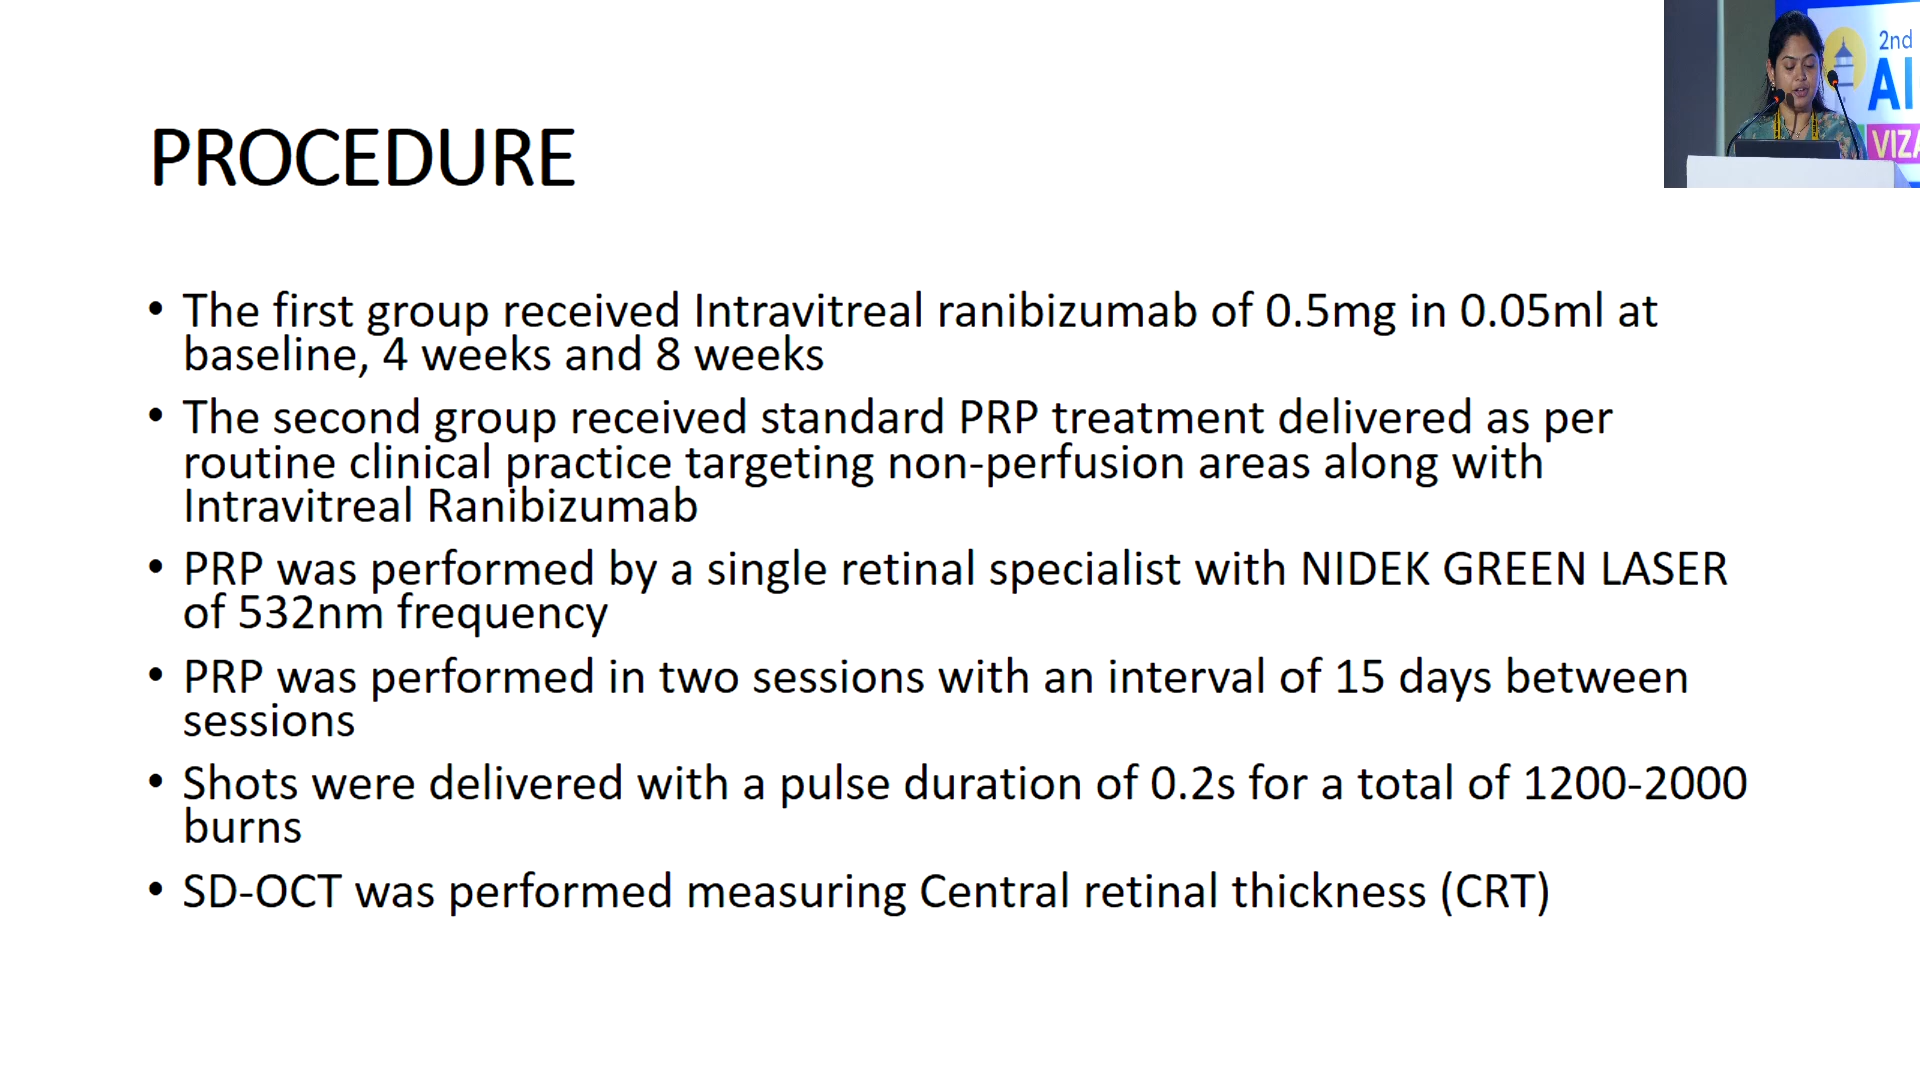 PROCEDURE
• The first group received Intravitreal ranibizumab of 0.5mg in 0.05ml at
baseline, 4 weeks and 8 weeks
• The second group received standard PRP treatment delivered as per
routine clinical practice targeting non-perfusion areas along with
Intravitreal Ranibizumab
• PRP was performed by a single retinal specialist with NIDEK GREEN LASER
of 532nm frequency
• PRP was performed in two sessions with an interval of 15 days between
sessions
• Shots were delivered with a pulse duration of 0.2s for a total of 1200-2000
burns
• SD-OCT was performed measuring Central retinal thickness (CRT)
2nd
AI
VIZA